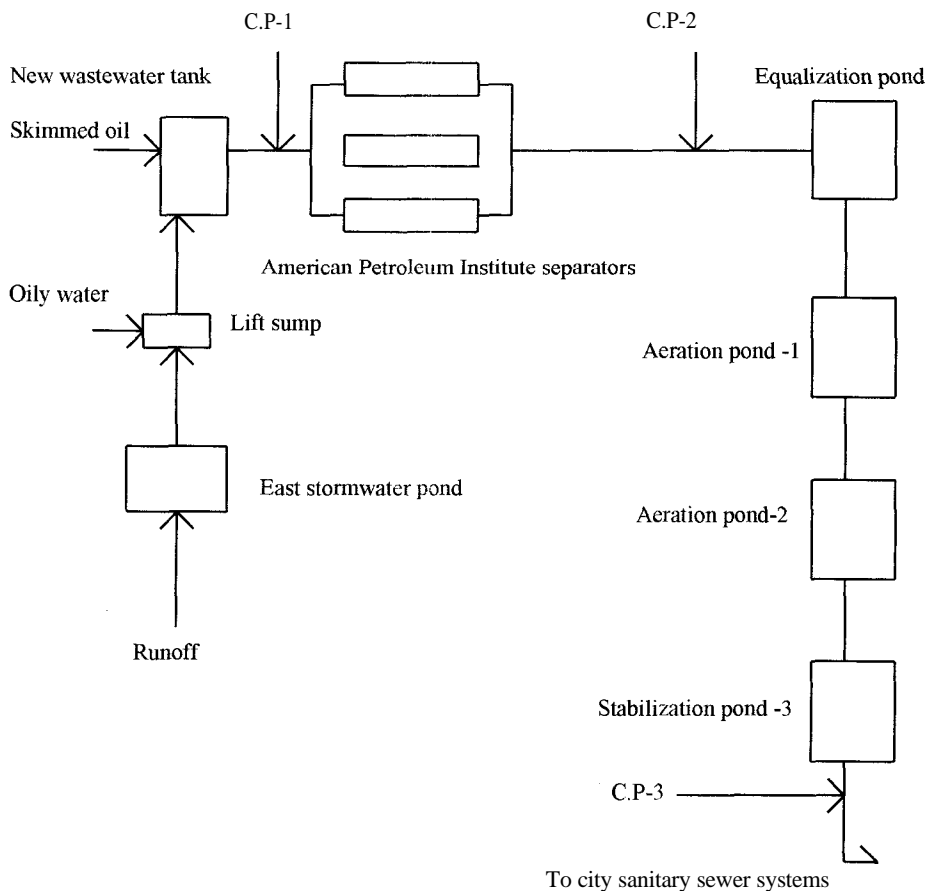 C.P-1
C.P-2
New wastewater tank
Equalization pond
Skimmed oil
American Petroleum Institute separators
Oily water
Lift sump
Aeration pond -1
East stormwater pond
Aeration pond-2
Runoff
Stabilization pond -3
C.P-3
To city sanitary sewer systems